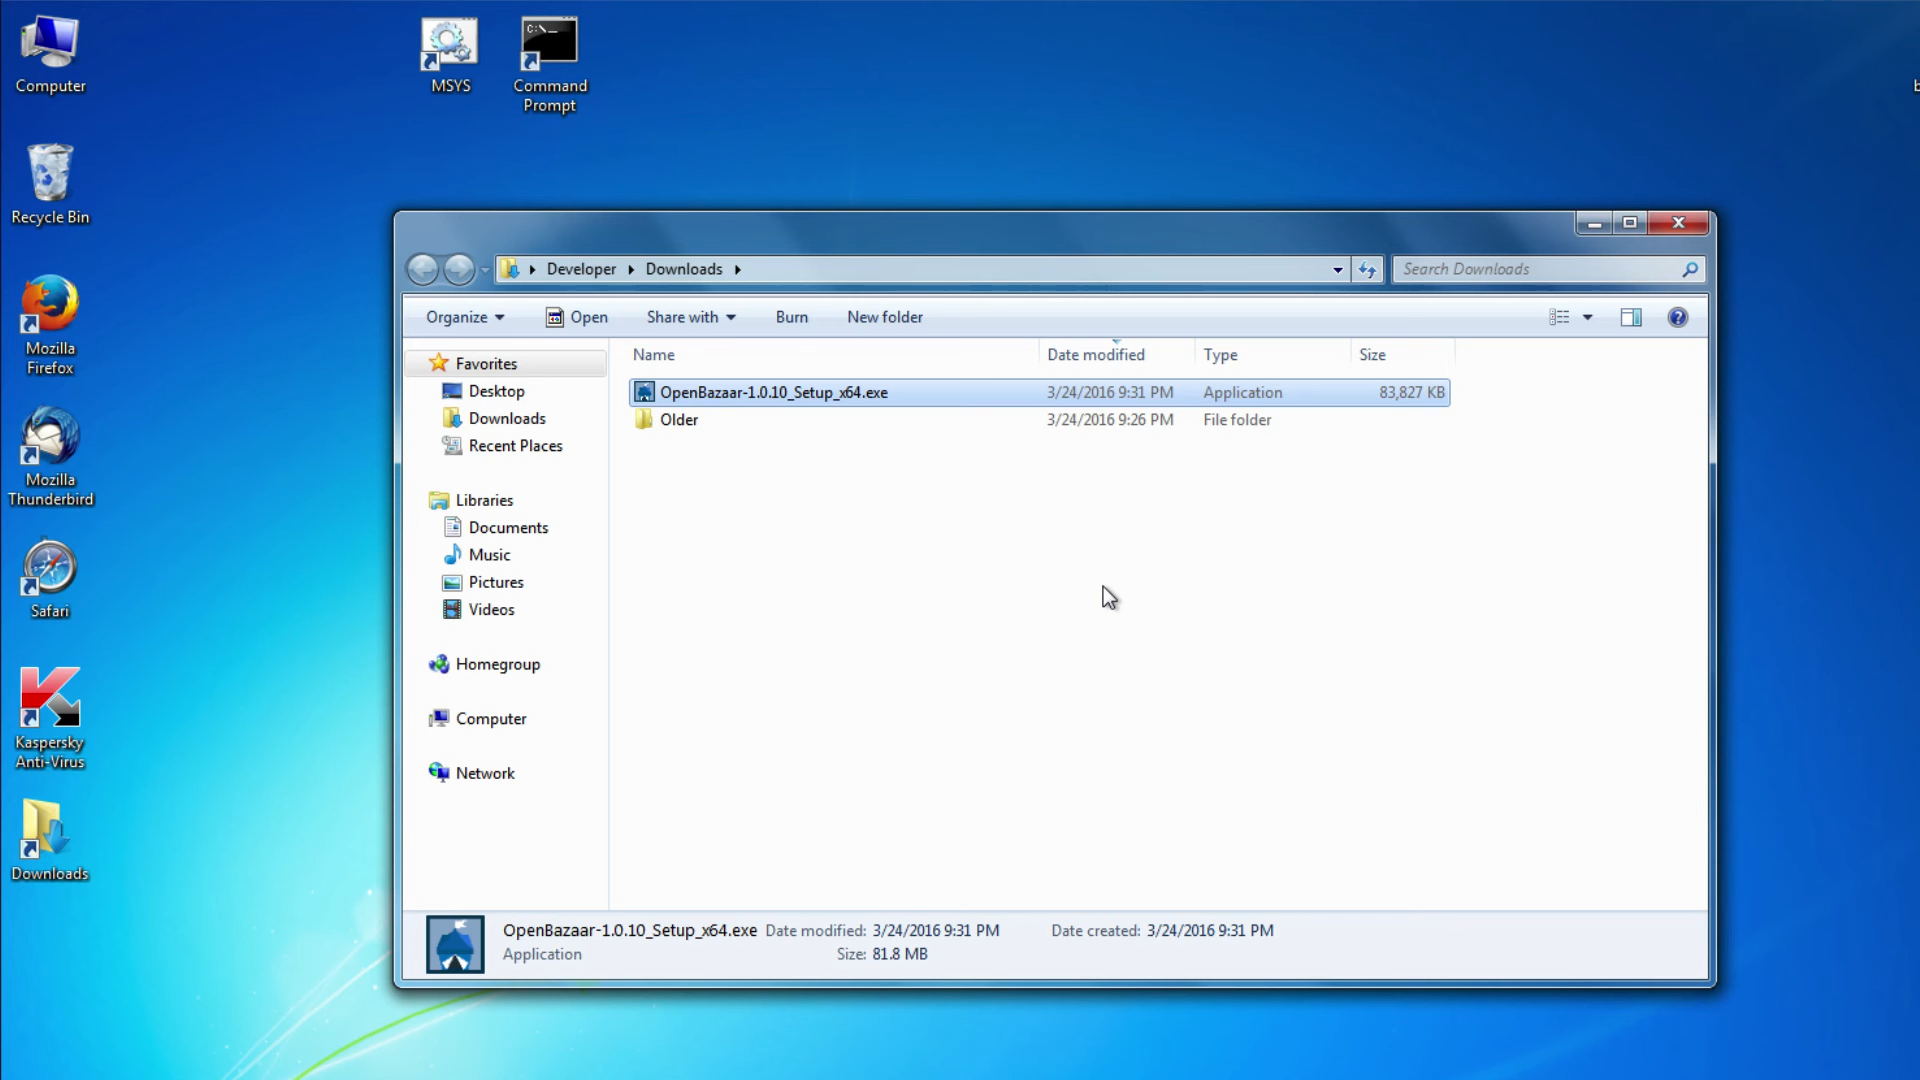 Computer
MSYS
Command
Prompt
C:\
Recycle Bin
Mozilla
Firefox
Mozilla
Thunderbird
Safari
Kaspersky
Anti-Virus
Downloads
Developer Downloads
Search Downloads
Organize Open Share with Burn New folder
Name Date modified Type Size
OpenBazaar-1.0.10_Setup_x64.exe 3/24/2016 9:31 PM Application 83,827 KB
Older 3/24/2016 9:26 PM File folder
Favorites
Desktop
Downloads
Recent Places
Libraries
Documents
Music
Pictures
Videos
Homegroup
Computer
Network
OpenBazaar-1.0.10_Setup_x64.exe Date modified: 3/24/2016 9:31 PM Date created: 3/24/2016 9:31 PM
Application Size: 81.8 MB